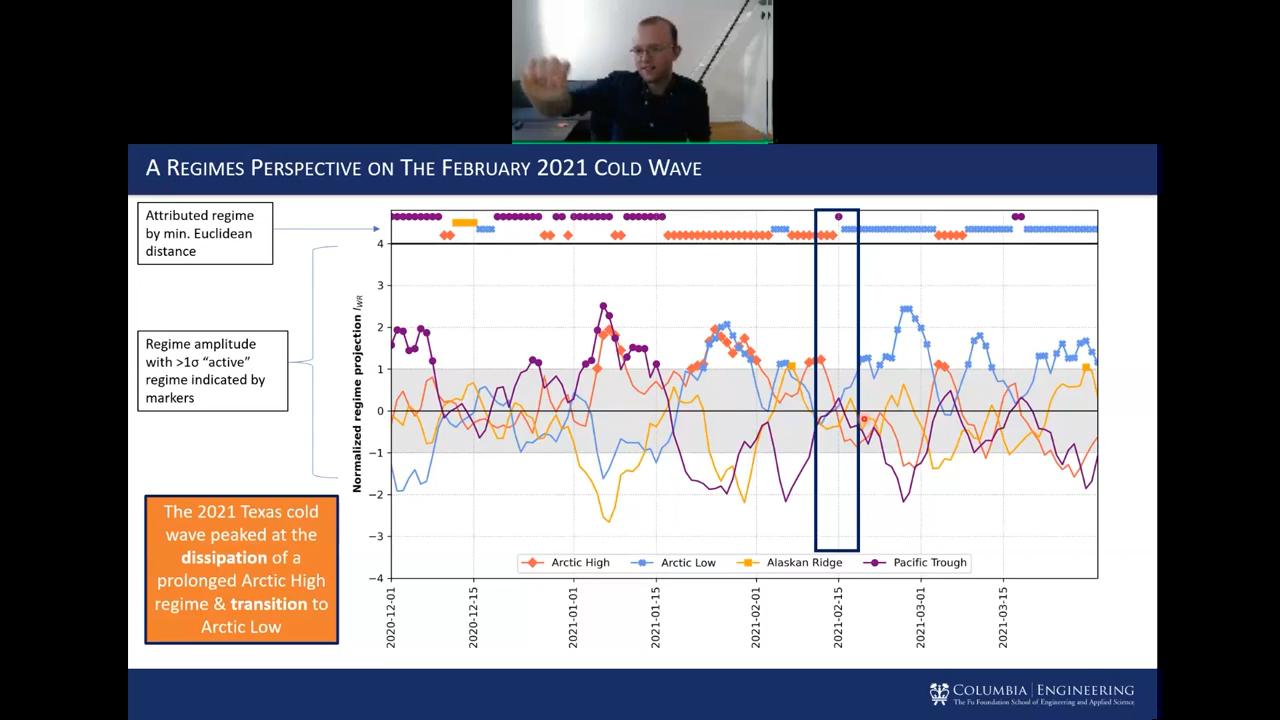 A Regimes Perspective on The February 2021 Cold Wave
Attributed regime
by min. Euclidean
distance
Regime amplitude
with >1σ “active”
regime indicated by
markers
The 2021 Texas cold
wave peaked at the
dissipation of a
prolonged Arctic High
regime & transition to
Arctic Low
Normalized regime projection I_WR
4
3
2
1
0
−1
−2
−3
−4
Arctic High
Arctic Low
Alaskan Ridge
Pacific Trough
2020-12-01
2020-12-15
2021-01-01
2021-01-15
2021-02-01
2021-02-15
2021-03-01
2021-03-15
Columbia | Engineering
The Fu Foundation School of Engineering and Applied Science